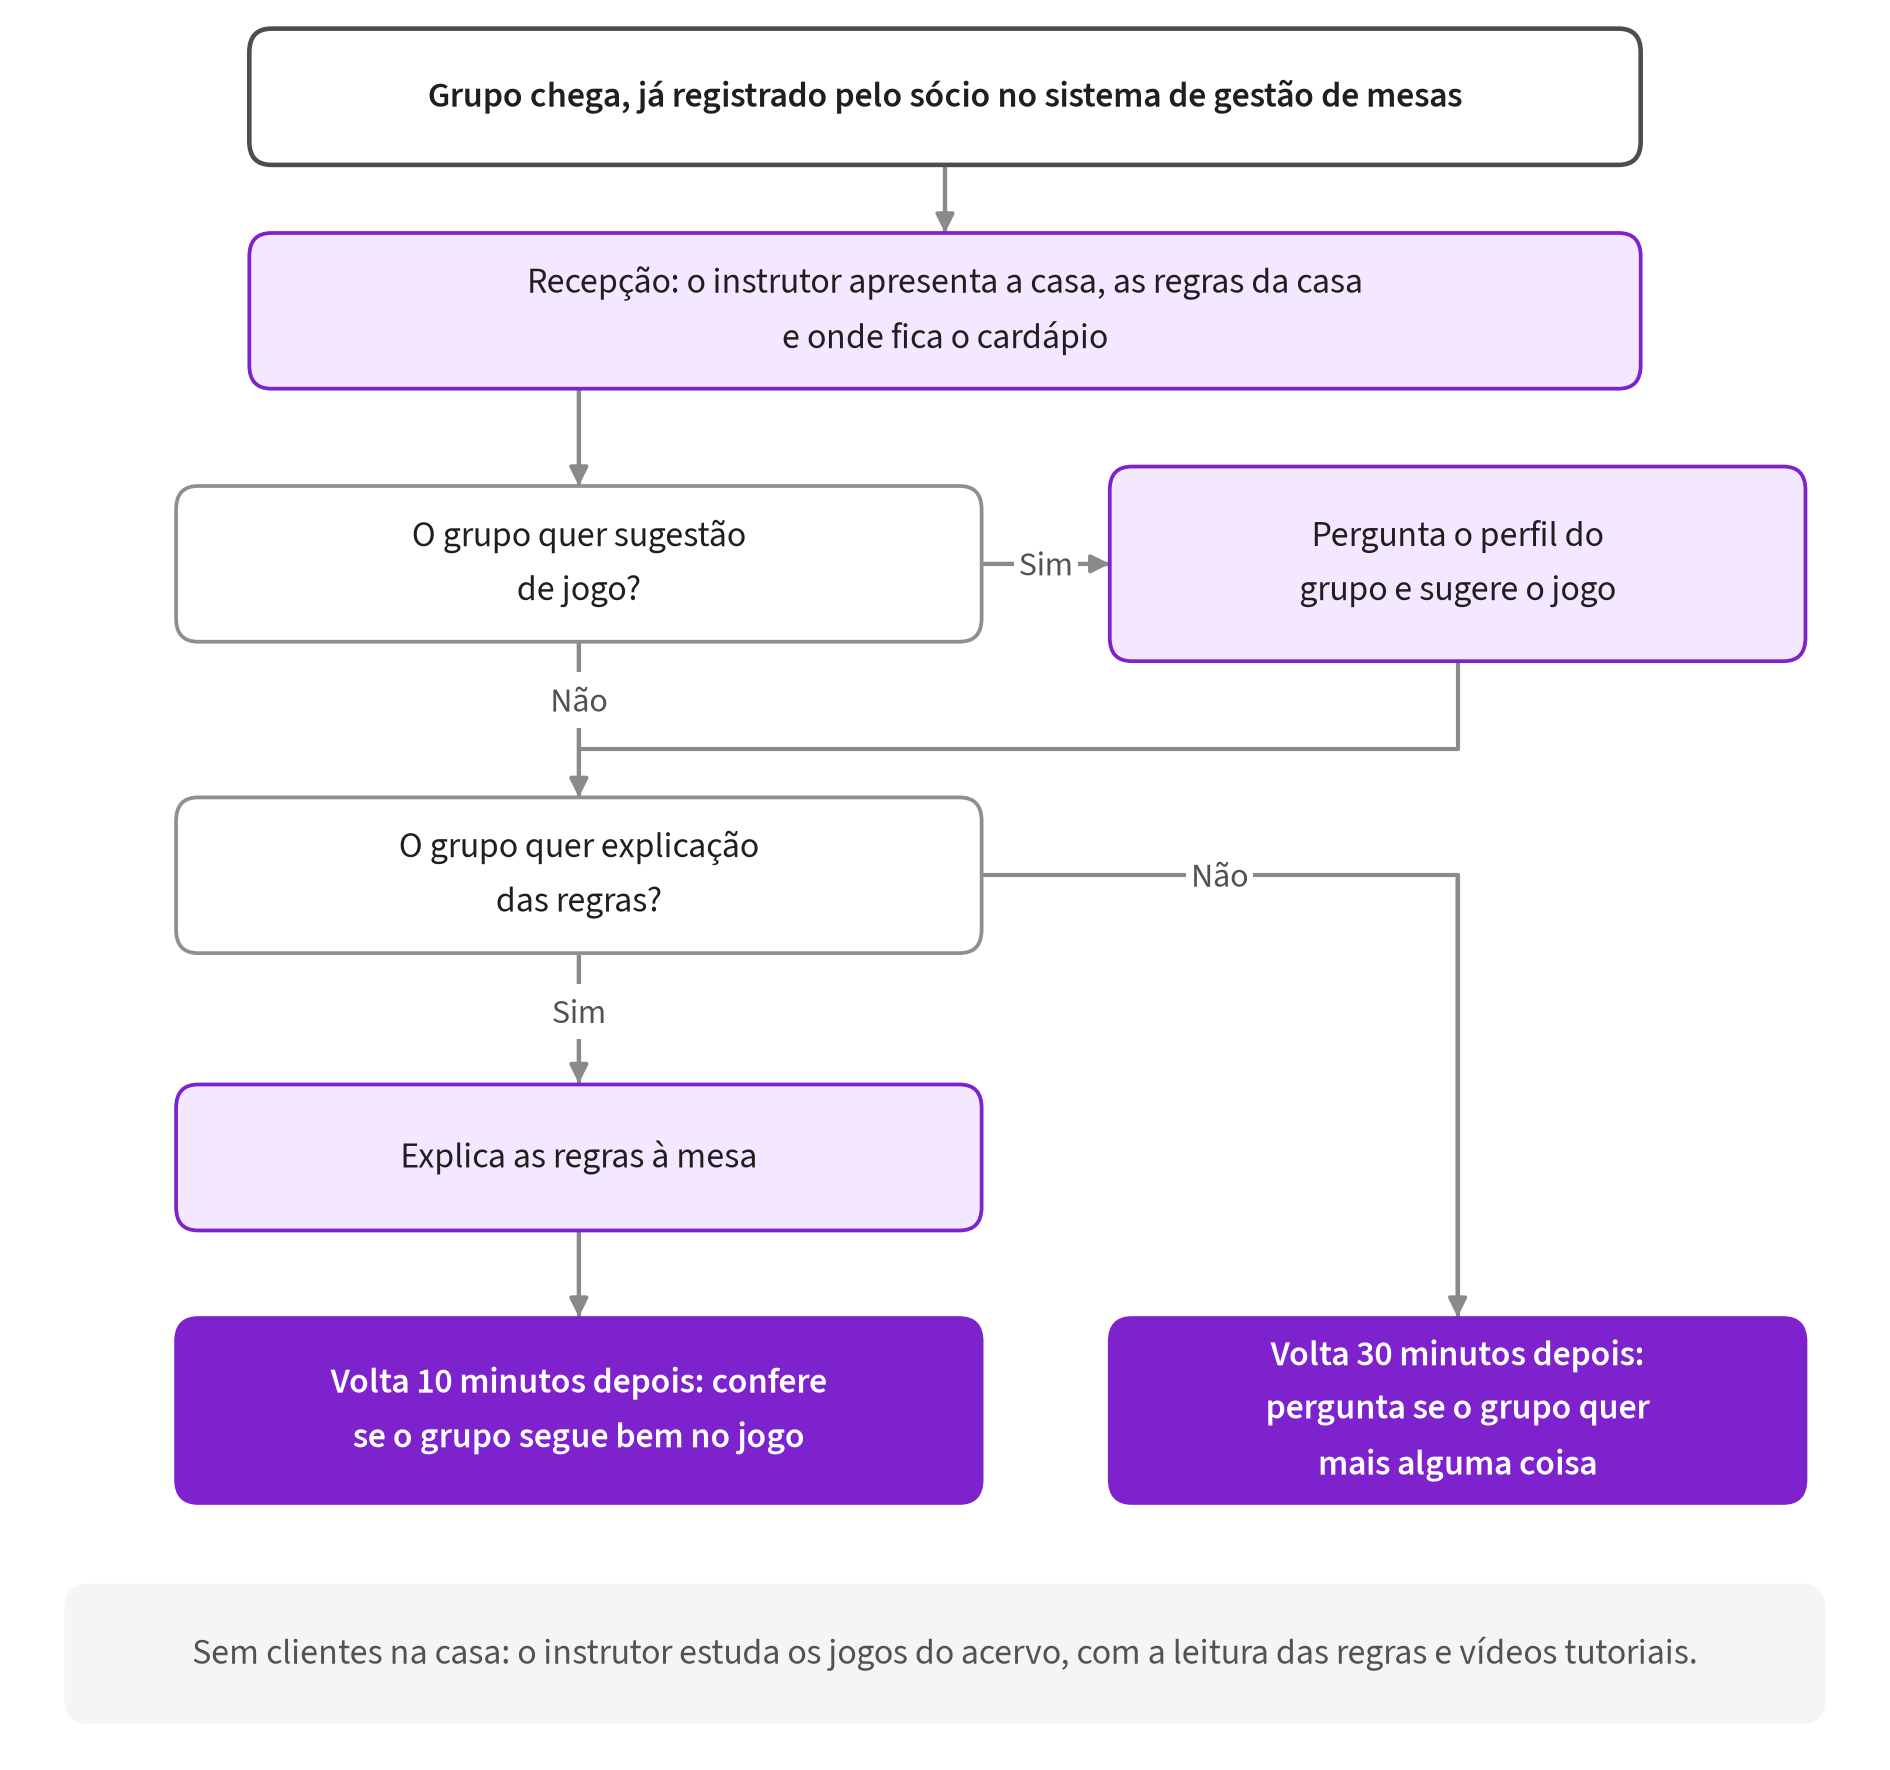 Grupo chega, já registrado pelo sócio no sistema de gestão de mesas
Recepção: o instrutor apresenta a casa, as regras da casa
e onde fica o cardápio
O grupo quer sugestão
de jogo?
Sim
Pergunta o perfil do
grupo e sugere o jogo
Não
O grupo quer explicação
das regras?
Não
Sim
Explica as regras à mesa
Volta 10 minutos depois: confere
se o grupo segue bem no jogo
Volta 30 minutos depois:
pergunta se o grupo quer
mais alguma coisa
Sem clientes na casa: o instrutor estuda os jogos do acervo, com a leitura das regras e vídeos tutoriais.